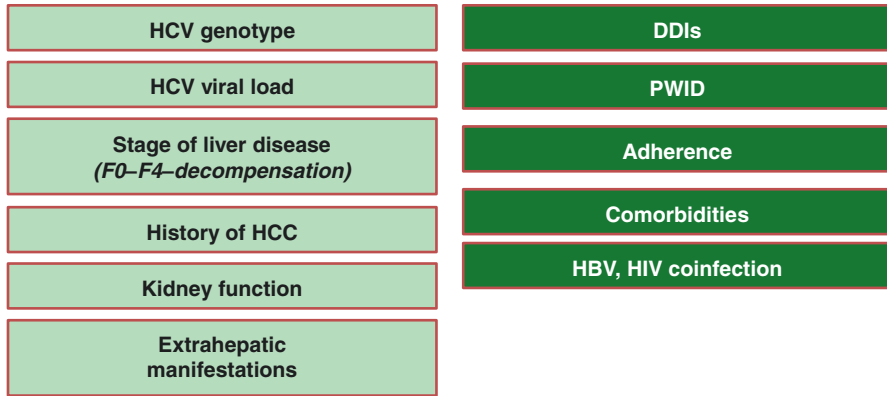 HCV genotype
HCV viral load
Stage of liver disease
(F0–F4–decompensation)
History of HCC
Kidney function
Extrahepatic
manifestations
DDIs
PWID
Adherence
Comorbidities
HBV, HIV coinfection